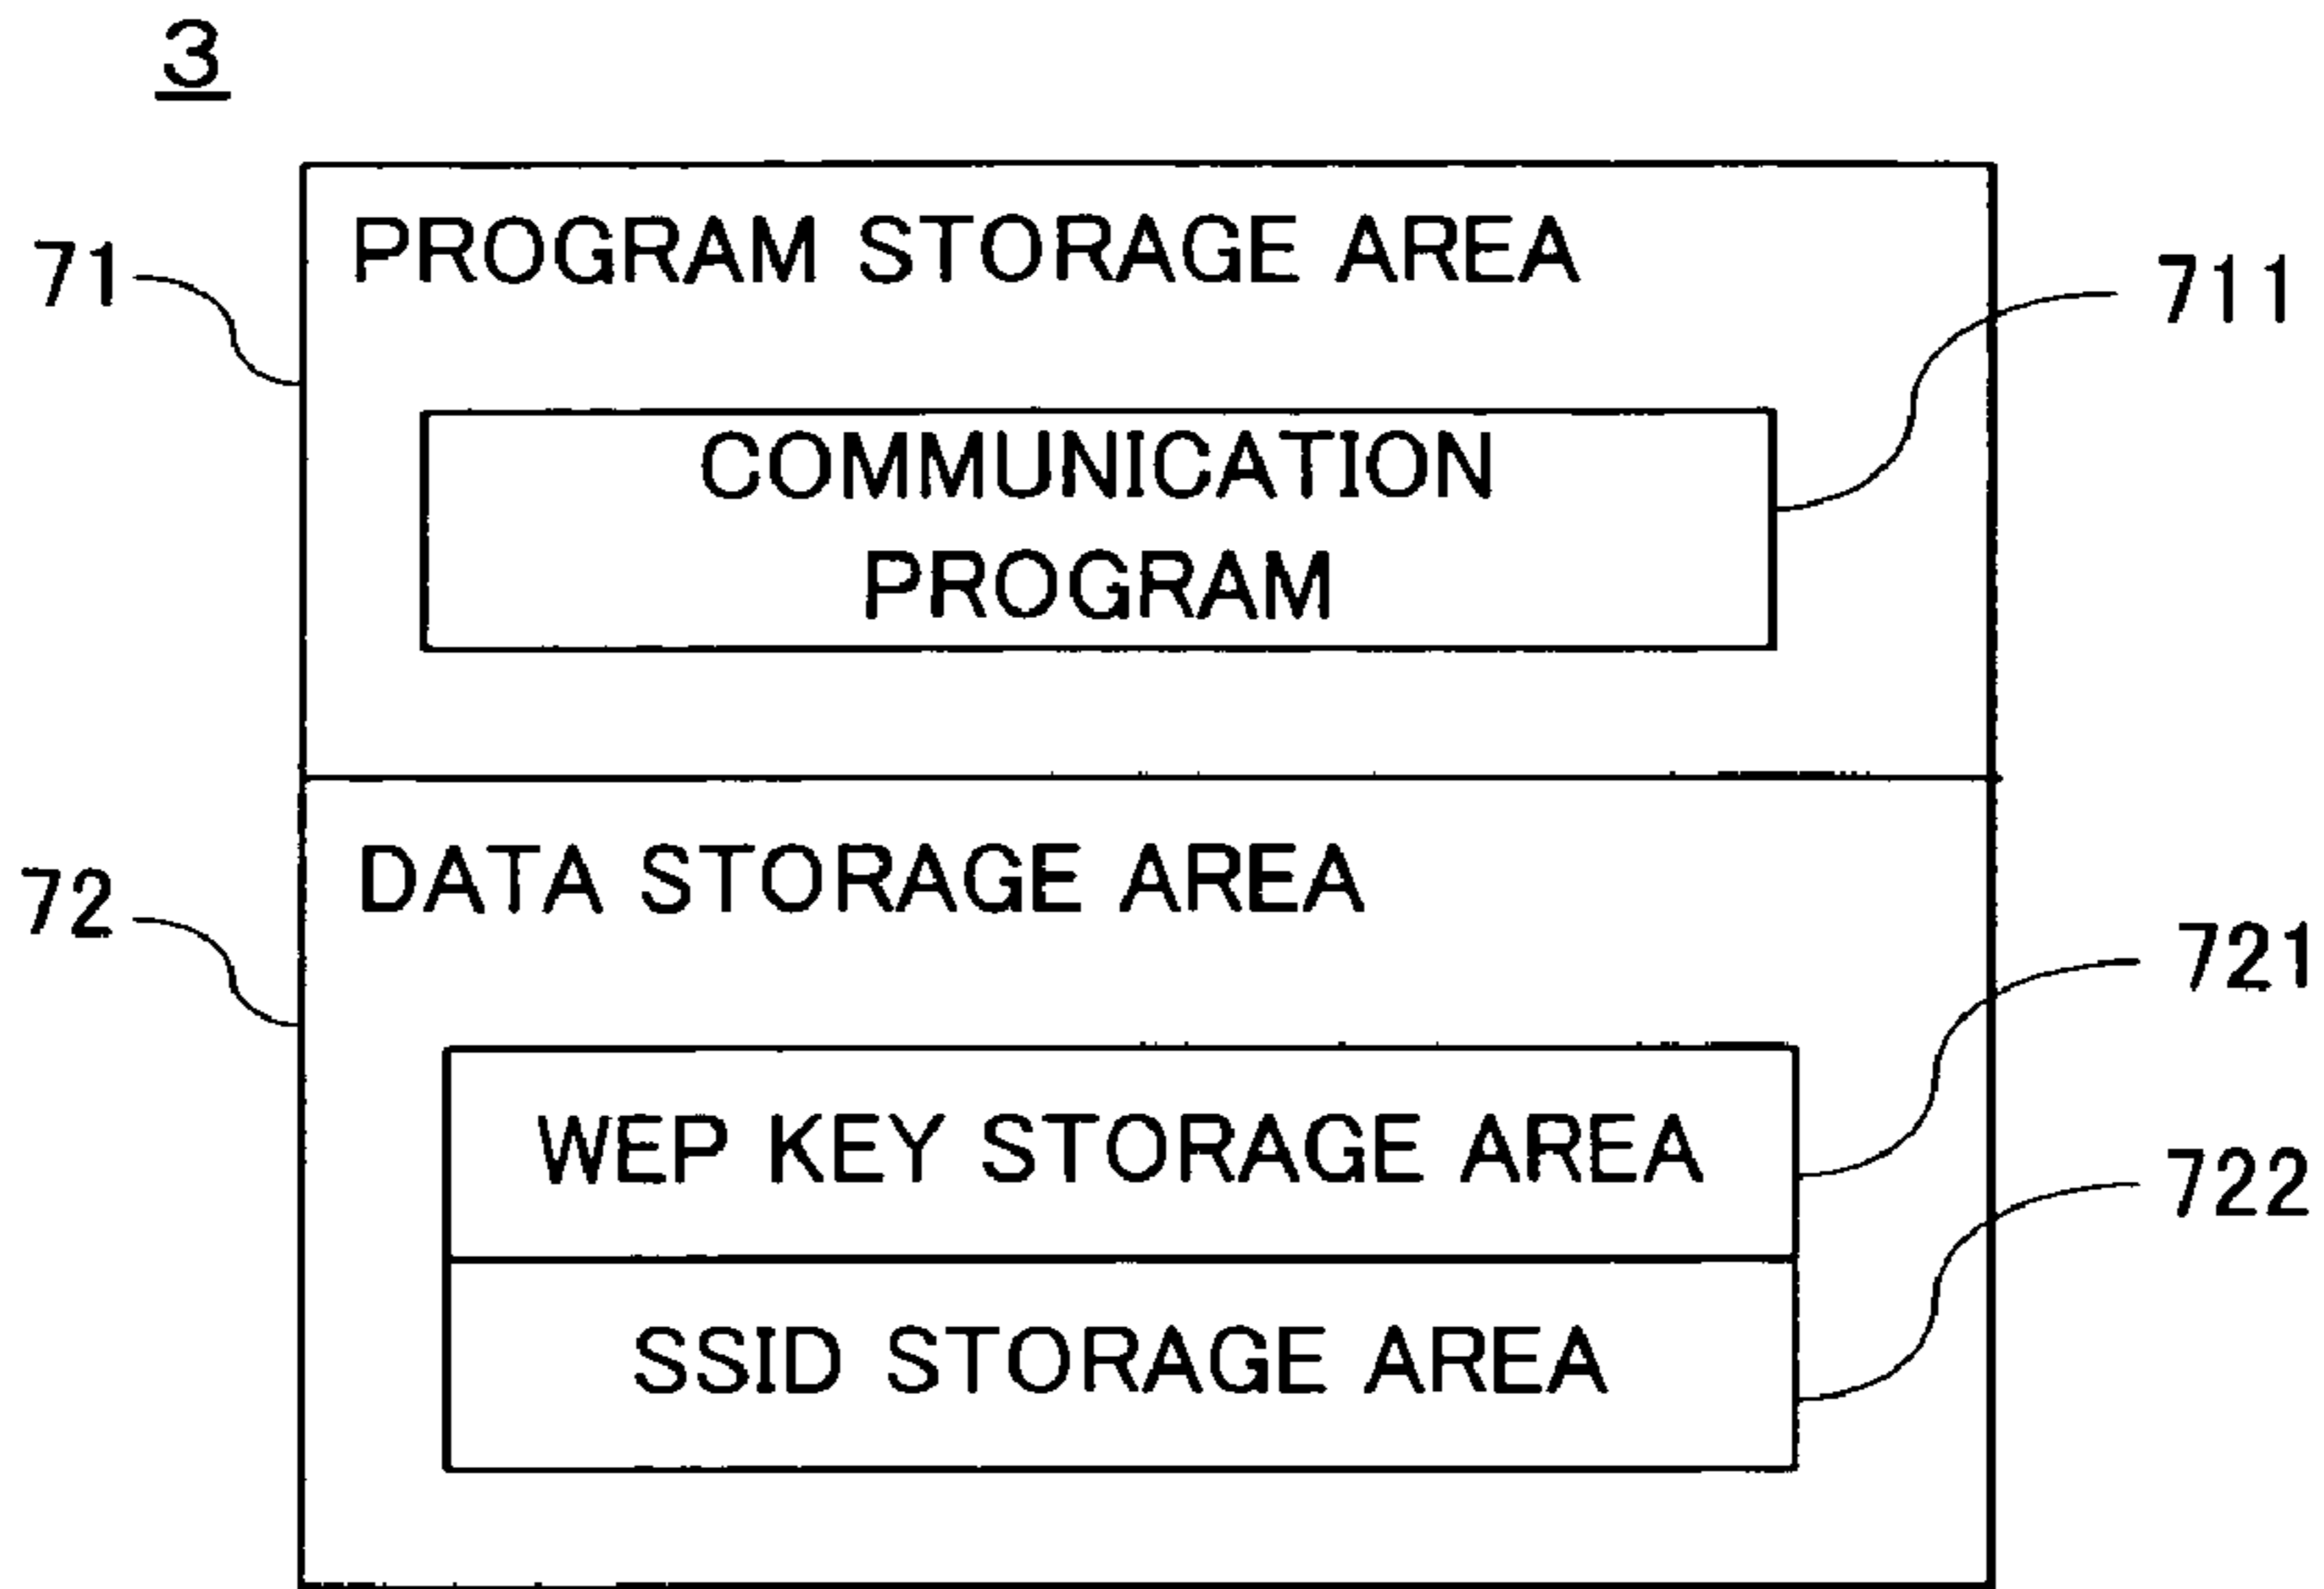 3
PROGRAM STORAGE AREA
71
711
COMMUNICATION
PROGRAM
DATA STORAGE AREA
72
721
WEP KEY STORAGE AREA
722
SSID STORAGE AREA